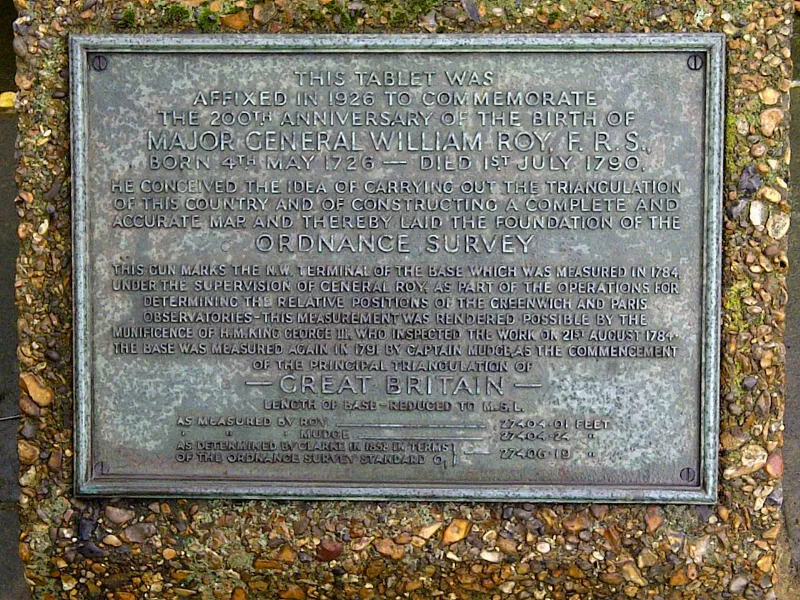 THIS TABLET WAS
AFFIXED IN 1926 TO COMMEMORATE
THE 200TH ANNIVERSARY OF THE BIRTH OF
MAJOR GENERAL WILLIAM ROY, F.R.S.,
BORN 4TH MAY 1726 — DIED 1ST JULY 1790.
HE CONCEIVED THE IDEA OF CARRYING OUT THE TRIANGULATION
OF THIS COUNTRY AND OF CONSTRUCTING A COMPLETE AND
ACCURATE MAP, AND THEREBY LAID THE FOUNDATION OF THE
ORDNANCE SURVEY
THIS GUN MARKS THE N.W. TERMINAL OF THE BASE WHICH WAS MEASURED IN 1784,
UNDER THE SUPERVISION OF GENERAL ROY, AS PART OF THE OPERATIONS FOR
DETERMINING THE RELATIVE POSITIONS OF THE GREENWICH AND PARIS
OBSERVATORIES – THIS MEASUREMENT WAS RENDERED POSSIBLE BY THE
MUNIFICENCE OF H.M. KING GEORGE III, WHO INSPECTED THE WORK ON 21ST AUGUST 1784.
THE BASE WAS MEASURED AGAIN IN 1791 BY CAPTAIN MUDGE, AS THE COMMENCEMENT
OF THE PRINCIPAL TRIANGULATION OF
— GREAT BRITAIN —
LENGTH OF BASE – REDUCED TO M.S.L.
AS MEASURED BY ROY 27404·01 FEET
" " MUDGE 27404·24 "
AS DETERMINED BY CLARKE IN 1858 IN TERMS
OF THE ORDNANCE SURVEY STANDARD O1 } — 27406·19 "